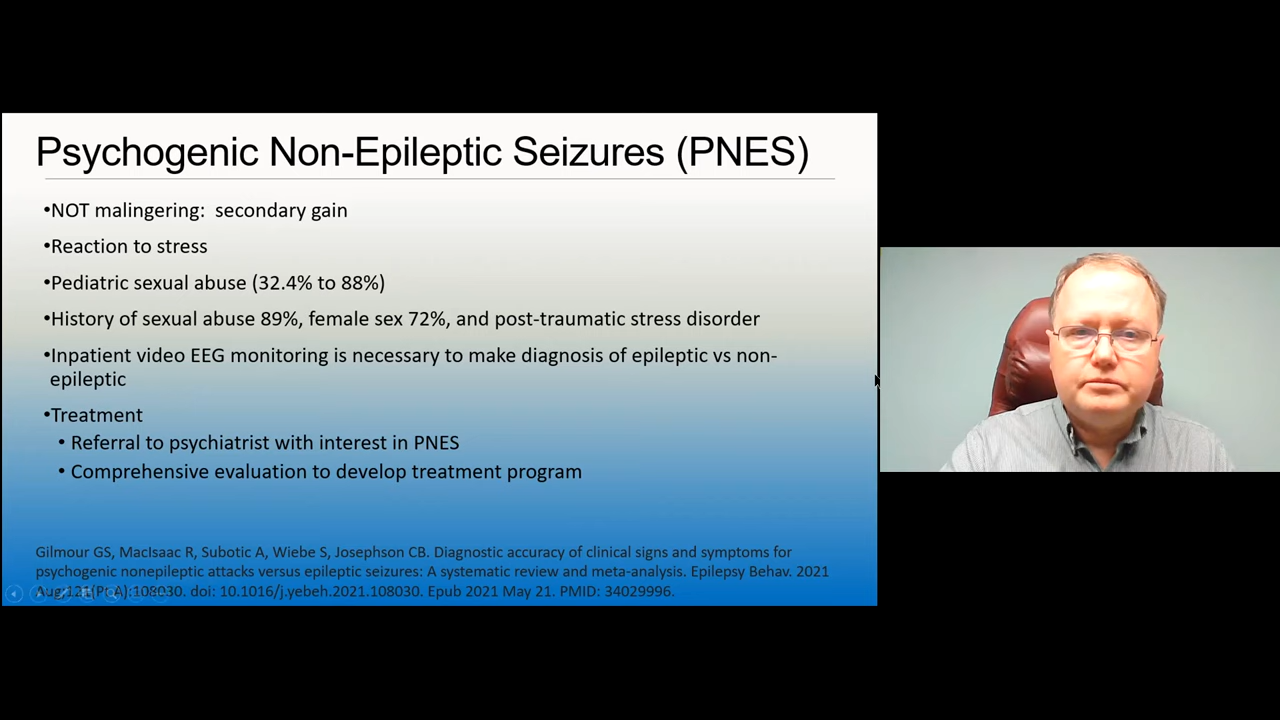 Psychogenic Non-Epileptic Seizures (PNES)
•NOT malingering: secondary gain
•Reaction to stress
•Pediatric sexual abuse (32.4% to 88%)
•History of sexual abuse 89%, female sex 72%, and post-traumatic stress disorder
•Inpatient video EEG monitoring is necessary to make diagnosis of epileptic vs non-
epileptic
•Treatment
• Referral to psychiatrist with interest in PNES
• Comprehensive evaluation to develop treatment program
Gilmour GS, MacIsaac R, Subotic A, Wiebe S, Josephson CB. Diagnostic accuracy of clinical signs and symptoms for
psychogenic nonepileptic attacks versus epileptic seizures: A systematic review and meta-analysis. Epilepsy Behav. 2021
doi: 10.1016/j.yebeh.2021.108030. Epub 2021 May 21. PMID: 34029996.